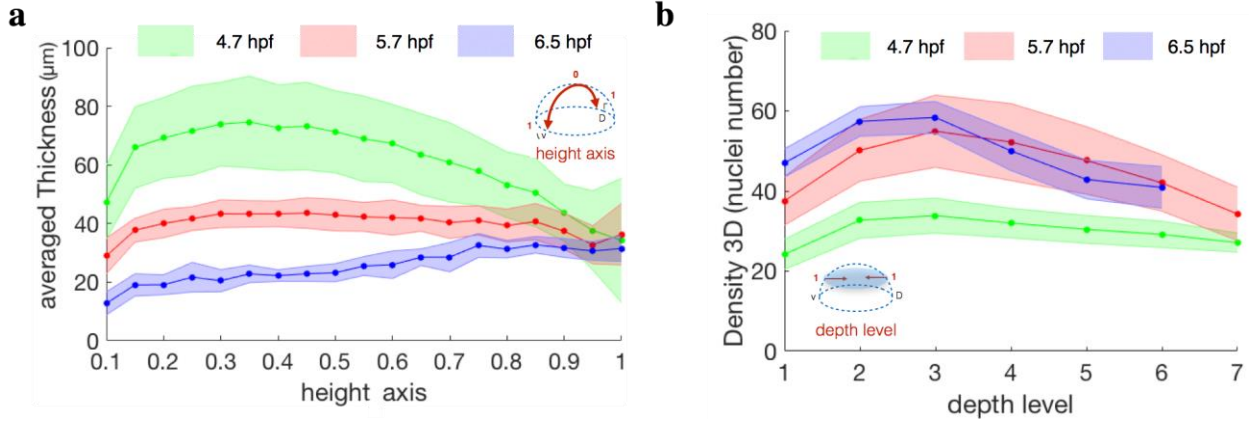 a
4.7 hpf 5.7 hpf 6.5 hpf
averaged Thickness (µm)
100
80
60
40
20
0
0.1 0.2 0.3 0.4 0.5 0.6 0.7 0.8 0.9 1
height axis
0
1
1
V
D
height axis
b
4.7 hpf 5.7 hpf 6.5 hpf
Density 3D (nuclei number)
80
60
40
20
0
1 2 3 4 5 6 7
depth level
1 1
V D
depth level